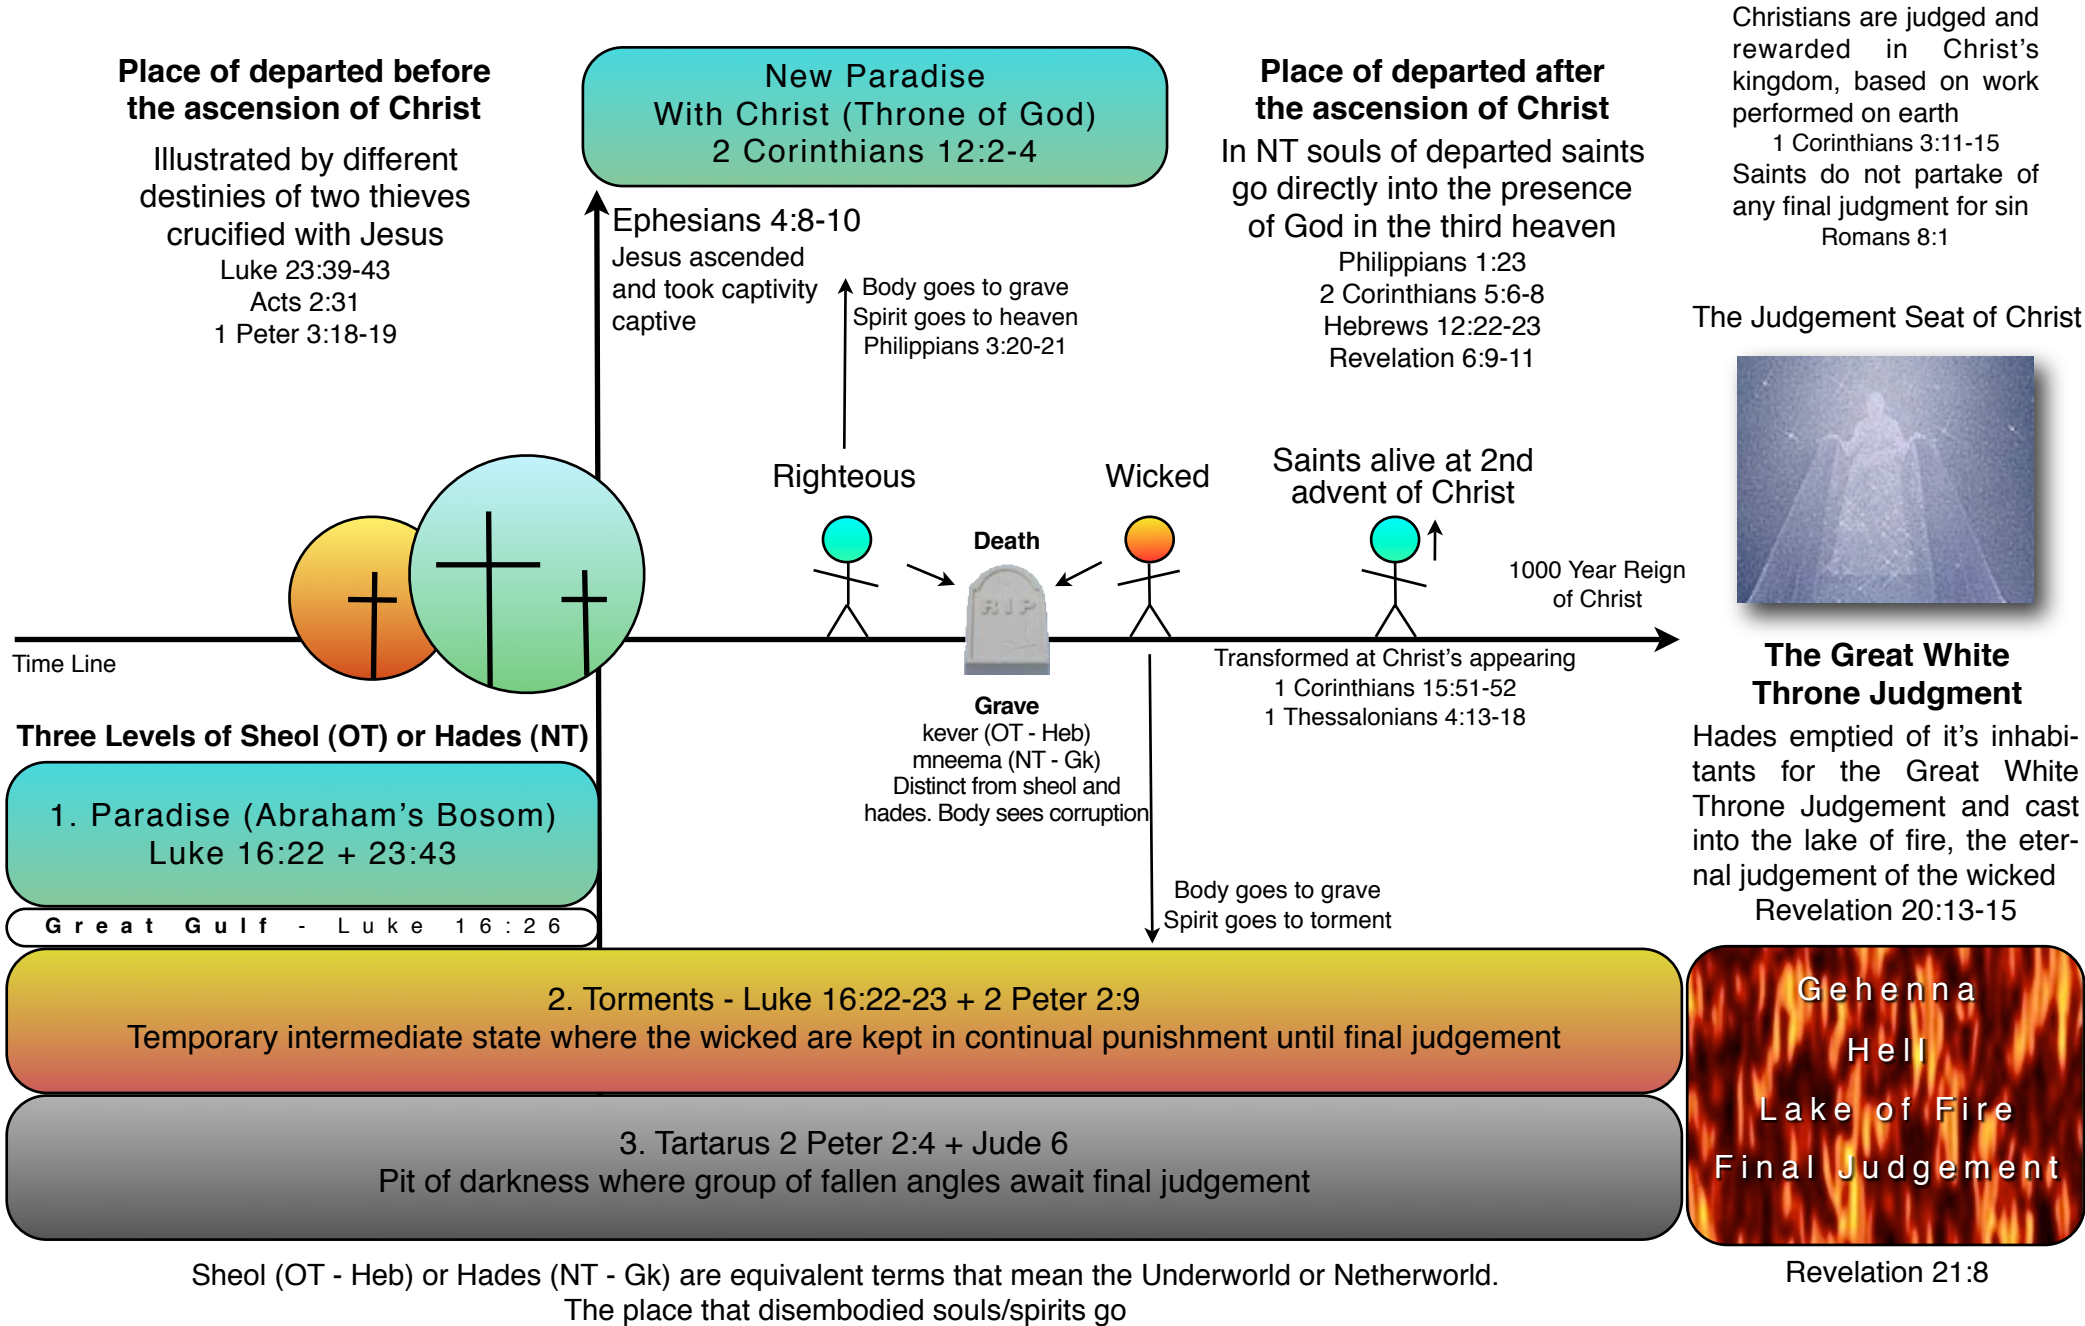 Place of departed before
the ascension of Christ
Illustrated by different
destinies of two thieves
crucified with Jesus
Luke 23:39-43
Acts 2:31
1 Peter 3:18-19
New Paradise
With Christ (Throne of God)
2 Corinthians 12:2-4
Ephesians 4:8-10
Jesus ascended
and took captivity
captive
Body goes to grave
Spirit goes to heaven
Philippians 3:20-21
Place of departed after
the ascension of Christ
In NT souls of departed saints
go directly into the presence
of God in the third heaven
Philippians 1:23
2 Corinthians 5:6-8
Hebrews 12:22-23
Revelation 6:9-11
Christians are judged and
rewarded in Christ's
kingdom, based on work
performed on earth
1 Corinthians 3:11-15
Saints do not partake of
any final judgment for sin
Romans 8:1
The Judgement Seat of Christ
Righteous
Death
RIP
Wicked
Saints alive at 2nd
advent of Christ
1000 Year Reign
of Christ
Time Line
Grave
kever (OT - Heb)
mneema (NT - Gk)
Distinct from sheol and
hades. Body sees corruption
Transformed at Christ's appearing
1 Corinthians 15:51-52
1 Thessalonians 4:13-18
The Great White
Throne Judgment
Hades emptied of it's inhabi-
tants for the Great White
Throne Judgement and cast
into the lake of fire, the eter-
nal judgement of the wicked
Revelation 20:13-15
Three Levels of Sheol (OT) or Hades (NT)
1. Paradise (Abraham's Bosom)
Luke 16:22 + 23:43
Great Gulf - Luke 16:26
Body goes to grave
Spirit goes to torment
2. Torments - Luke 16:22-23 + 2 Peter 2:9
Temporary intermediate state where the wicked are kept in continual punishment until final judgement
3. Tartarus 2 Peter 2:4 + Jude 6
Pit of darkness where group of fallen angles await final judgement
Gehenna
Hell
Lake of Fire
Final Judgement
Revelation 21:8
Sheol (OT - Heb) or Hades (NT - Gk) are equivalent terms that mean the Underworld or Netherworld.
The place that disembodied souls/spirits go